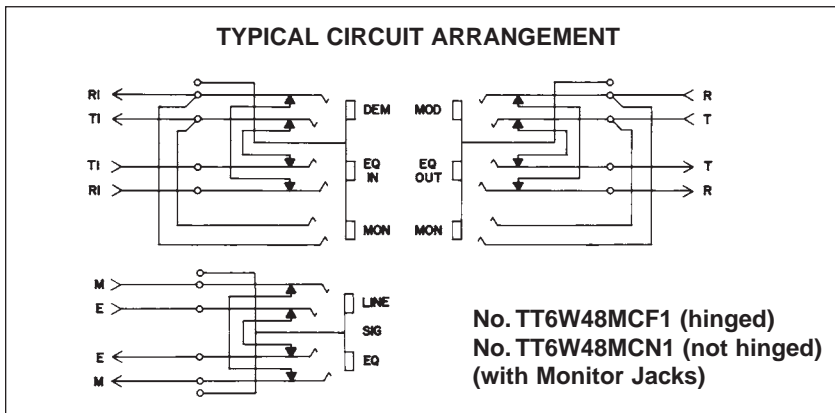 TYPICAL CIRCUIT ARRANGEMENT
RI
TI
TI
RI
DEM
EQ
IN
MON
MOD
EQ
OUT
MON
R
T
T
R
M
E
E
M
LINE
SIG
EQ
No. TT6W48MCF1 (hinged)
No. TT6W48MCN1 (not hinged)
(with Monitor Jacks)